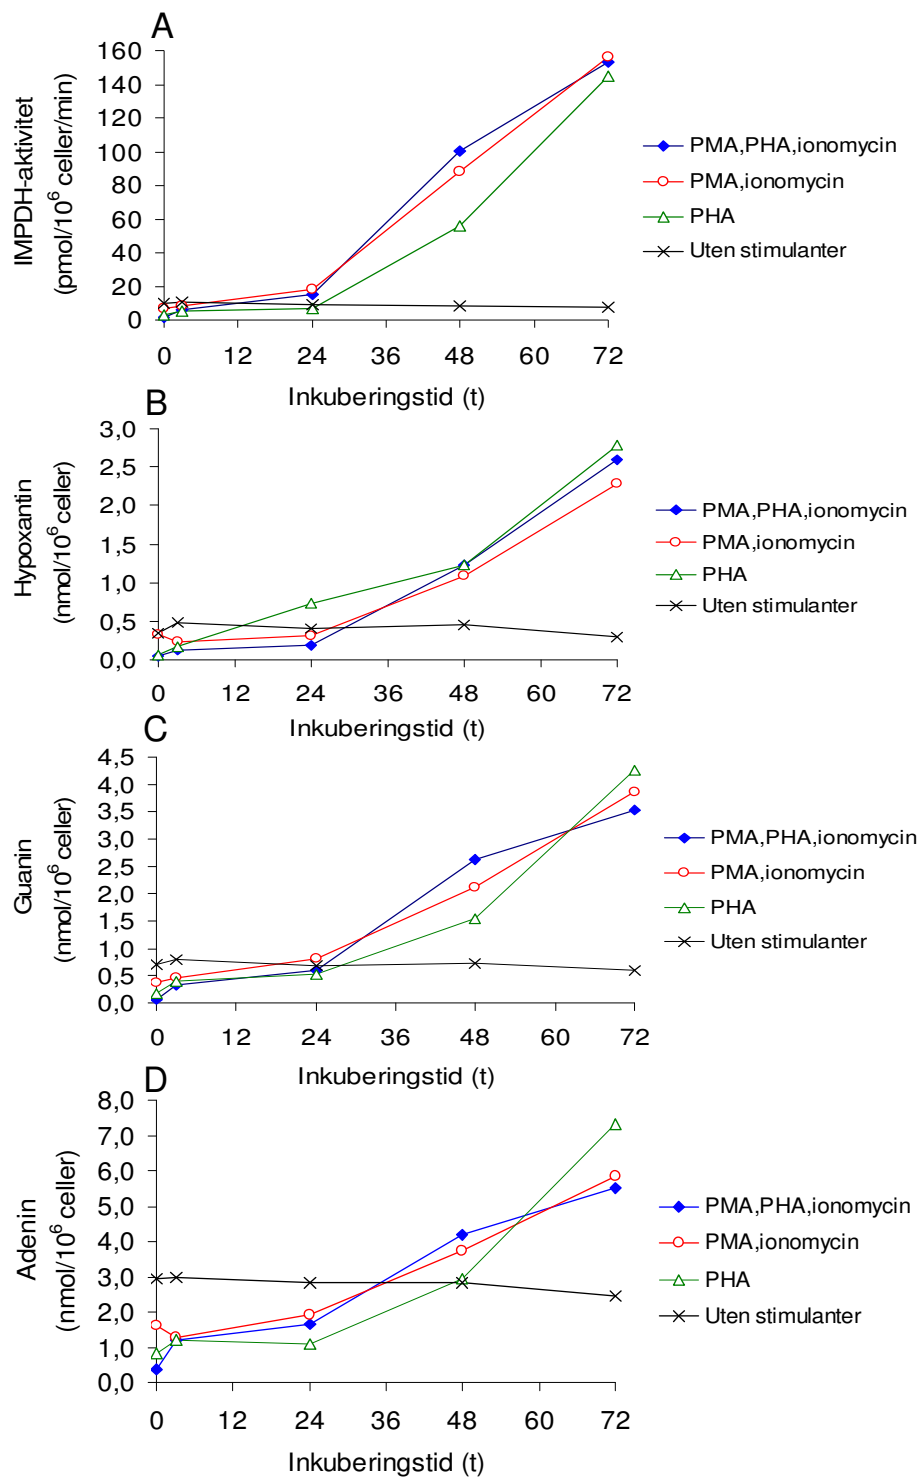 A
IMPDH-aktivitet
(pmol/10⁶ celler/min)
160
140
120
100
80
60
40
20
0
0 12 24 36 48 60 72
Inkuberingstid (t)
PMA,PHA,ionomycin
PMA,ionomycin
PHA
Uten stimulanter
B
Hypoxantin
(nmol/10⁶ celler)
3,0
2,5
2,0
1,5
1,0
0,5
0,0
0 12 24 36 48 60 72
Inkuberingstid (t)
PMA,PHA,ionomycin
PMA,ionomycin
PHA
Uten stimulanter
C
Guanin
(nmol/10⁶ celler)
4,5
4,0
3,5
3,0
2,5
2,0
1,5
1,0
0,5
0,0
0 12 24 36 48 60 72
Inkuberingstid (t)
PMA,PHA,ionomycin
PMA,ionomycin
PHA
Uten stimulanter
D
Adenin
(nmol/10⁶ celler)
8,0
7,0
6,0
5,0
4,0
3,0
2,0
1,0
0,0
0 12 24 36 48 60 72
Inkuberingstid (t)
PMA,PHA,ionomycin
PMA,ionomycin
PHA
Uten stimulanter